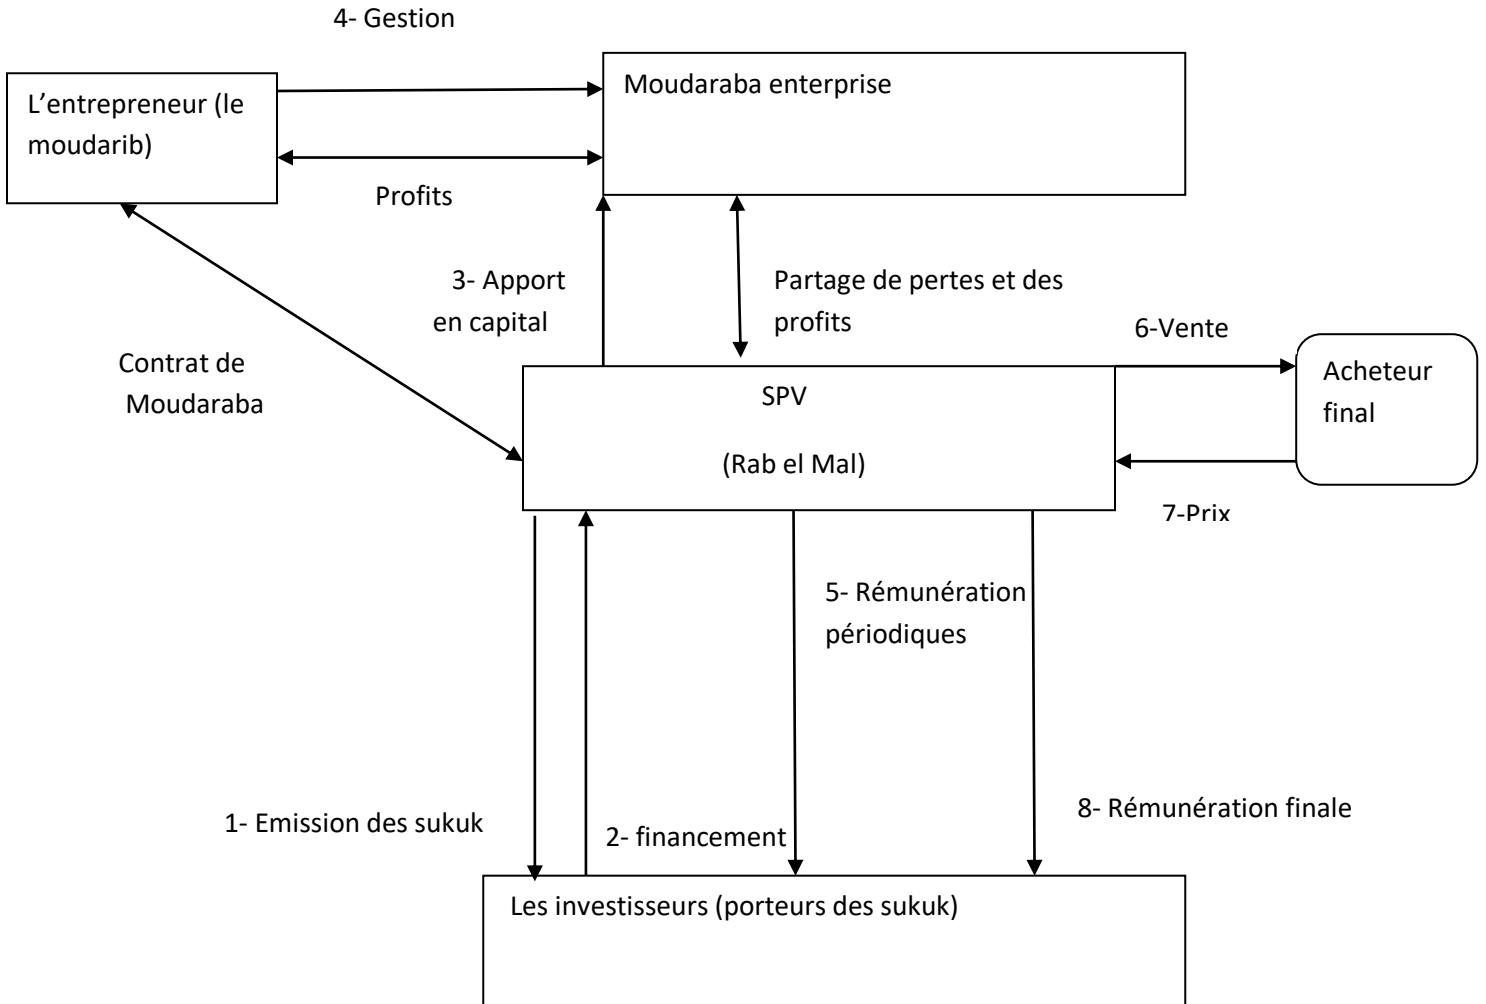 4- Gestion
L’entrepreneur (le
moudarib)
Moudaraba enterprise
Profits
3- Apport
en capital
Partage de pertes et des
profits
Contrat de
Moudaraba
SPV
(Rab el Mal)
6-Vente
Acheteur
final
7-Prix
5- Rémunération
périodiques
1- Emission des sukuk
2- financement
8- Rémunération finale
Les investisseurs (porteurs des sukuk)